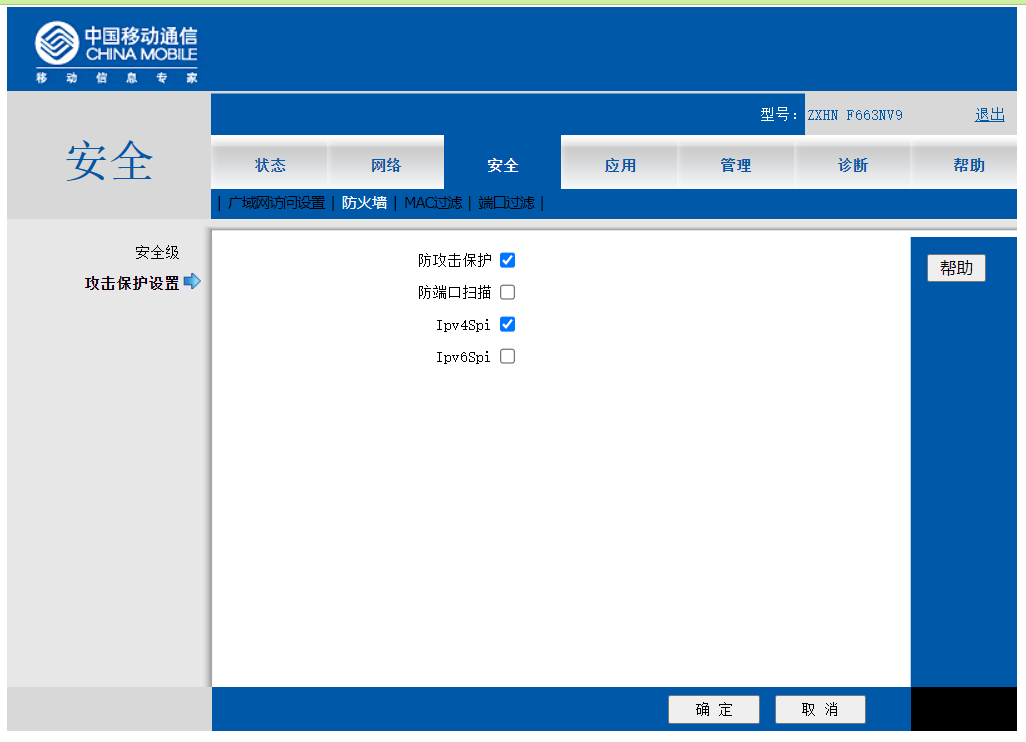 中国移动通信
CHINA MOBILE
移动信息专家
型号: ZXHN F663NV9 退出
安全
状态 网络 安全 应用 管理 诊断 帮助
| 广域网访问设置 | 防火墙 | MAC过滤 | 端口过滤 |
安全级
攻击保护设置
防攻击保护
防端口扫描
Ipv4Spi
Ipv6Spi
帮助
确 定 取 消